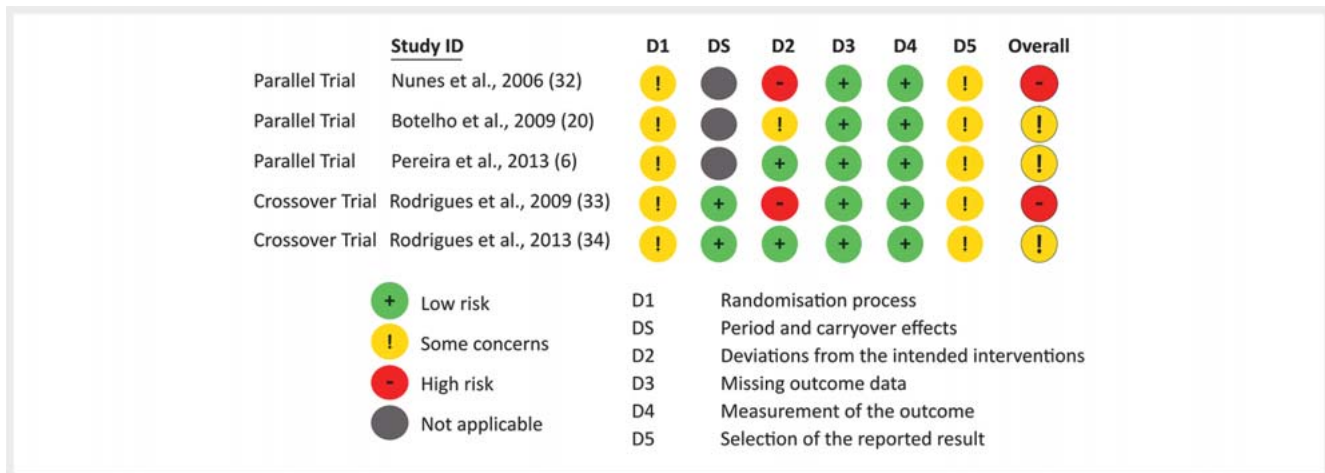 Study ID D1 DS D2 D3 D4 D5 Overall
Parallel Trial Nunes et al., 2006 (32) ! - + + ! -
Parallel Trial Botelho et al., 2009 (20) ! ! + + ! !
Parallel Trial Pereira et al., 2013 (6) ! + + + ! !
Crossover Trial Rodrigues et al., 2009 (33) ! + - + + ! -
Crossover Trial Rodrigues et al., 2013 (34) ! + + + + ! !
+ Low risk
! Some concerns
- High risk
Not applicable
D1 Randomisation process
DS Period and carryover effects
D2 Deviations from the intended interventions
D3 Missing outcome data
D4 Measurement of the outcome
D5 Selection of the reported result